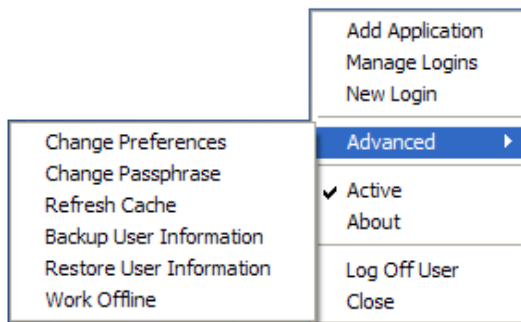 Add Application
Manage Logins
New Login
Advanced
Change Preferences
Change Passphrase
Refresh Cache
Backup User Information
Restore User Information
Work Offline
Active
About
Log Off User
Close